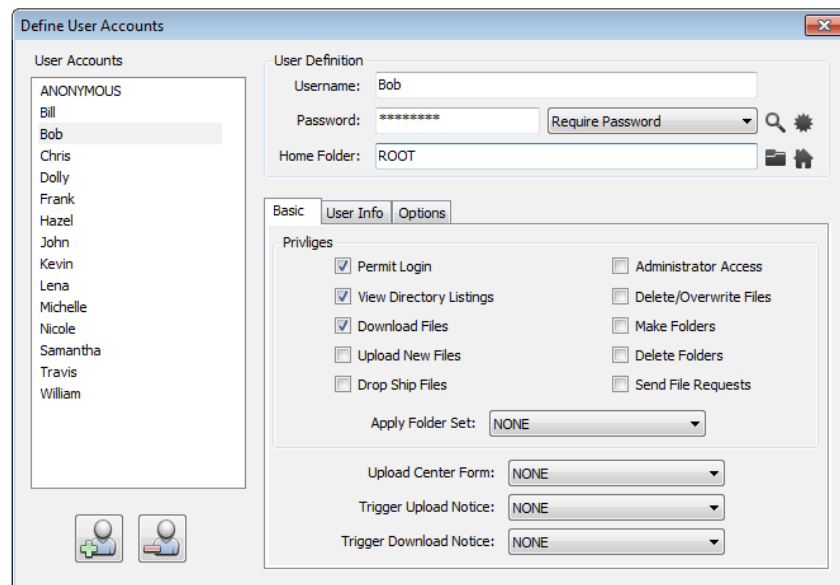 Define User Accounts
User Accounts
ANONYMOUS
Bill
Bob
Chris
Dolly
Frank
Hazel
John
Kevin
Lena
Michelle
Nicole
Samantha
Travis
William
User Definition
Username: Bob
Password: ******** Require Password
Home Folder: ROOT
Basic User Info Options
Privliges
Permit Login Administrator Access
View Directory Listings Delete/Overwrite Files
Download Files Make Folders
Upload New Files Delete Folders
Drop Ship Files Send File Requests
Apply Folder Set: NONE
Upload Center Form: NONE
Trigger Upload Notice: NONE
Trigger Download Notice: NONE